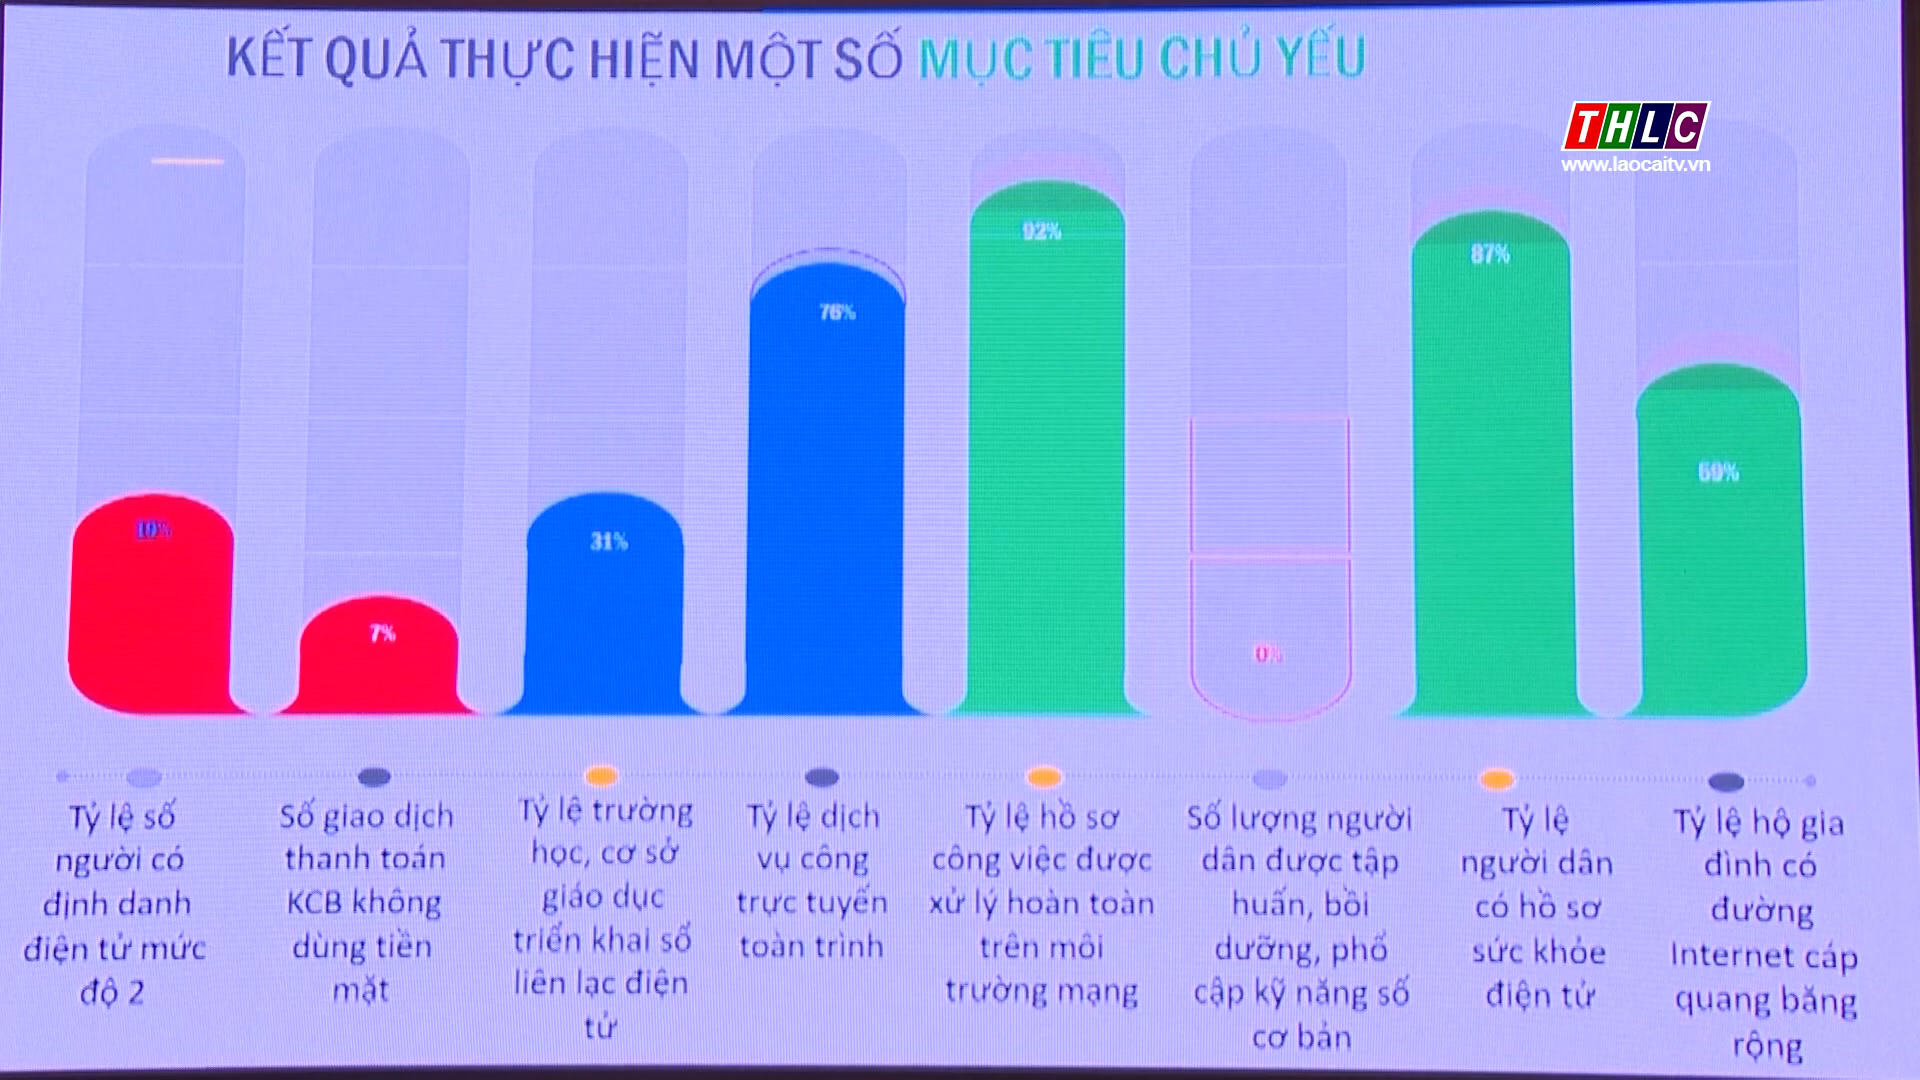 KẾT QUẢ THỰC HIỆN MỘT SỐ MỤC TIÊU CHỦ YẾU
THLC
www.laocaitv.vn
92%
87%
76%
69%
10%
31%
7%
0%
Tỷ lệ số
người có
định danh
điện tử mức
độ 2
Số giao dịch
thanh toán
KCB không
dùng tiền
mặt
Tỷ lệ trường
học, cơ sở
giáo dục
triển khai sổ
liên lạc điện
tử
Tỷ lệ dịch
vụ công
trực tuyến
toàn trình
Tỷ lệ hồ sơ
công việc được
xử lý hoàn toàn
trên môi
trường mạng
Số lượng người
dân được tập
huấn, bồi
dưỡng, phổ
cập kỹ năng số
cơ bản
Tỷ lệ
người dân
có hồ sơ
sức khỏe
điện tử
Tỷ lệ hộ gia
đình có
đường
Internet cáp
quang băng
rộng